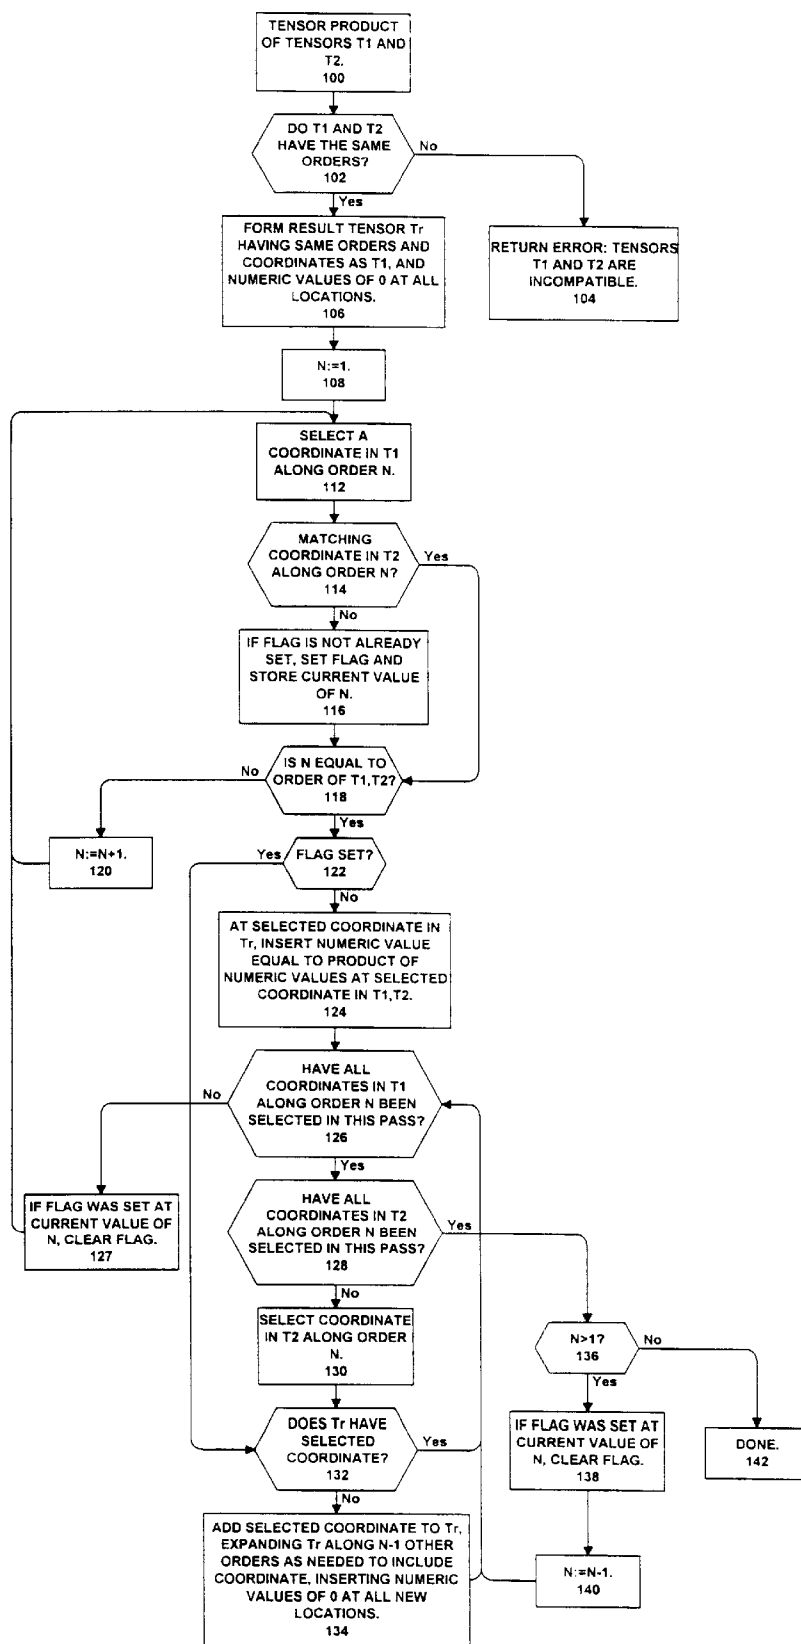 TENSOR PRODUCT
OF TENSORS T1 AND
T2.
100
DO T1 AND T2
HAVE THE SAME
ORDERS?
102
No
Yes
FORM RESULT TENSOR Tr
HAVING SAME ORDERS AND
COORDINATES AS T1, AND
NUMERIC VALUES OF 0 AT ALL
LOCATIONS.
106
RETURN ERROR: TENSORS
T1 AND T2 ARE
INCOMPATIBLE.
104
N:=1.
108
SELECT A
COORDINATE IN T1
ALONG ORDER N.
112
MATCHING
COORDINATE IN T2
ALONG ORDER N?
114
Yes
No
IF FLAG IS NOT ALREADY
SET, SET FLAG AND
STORE CURRENT VALUE
OF N.
116
IS N EQUAL TO
ORDER OF T1,T2?
118
No
Yes
N:=N+1.
120
FLAG SET?
122
Yes
No
AT SELECTED COORDINATE IN
Tr, INSERT NUMERIC VALUE
EQUAL TO PRODUCT OF
NUMERIC VALUES AT SELECTED
COORDINATE IN T1,T2.
124
HAVE ALL
COORDINATES IN T1
ALONG ORDER N BEEN
SELECTED IN THIS PASS?
126
No
Yes
IF FLAG WAS SET AT
CURRENT VALUE OF
N, CLEAR FLAG.
127
HAVE ALL
COORDINATES IN T2
ALONG ORDER N BEEN
SELECTED IN THIS PASS?
128
Yes
No
SELECT COORDINATE
IN T2 ALONG ORDER
N.
130
N>1?
136
No
Yes
DOES Tr HAVE
SELECTED
COORDINATE?
132
Yes
No
IF FLAG WAS SET AT
CURRENT VALUE OF
N, CLEAR FLAG.
138
DONE.
142
ADD SELECTED COORDINATE TO Tr,
EXPANDING Tr ALONG N-1 OTHER
ORDERS AS NEEDED TO INCLUDE
COORDINATE, INSERTING NUMERIC
VALUES OF 0 AT ALL NEW
LOCATIONS.
134
N:=N-1.
140